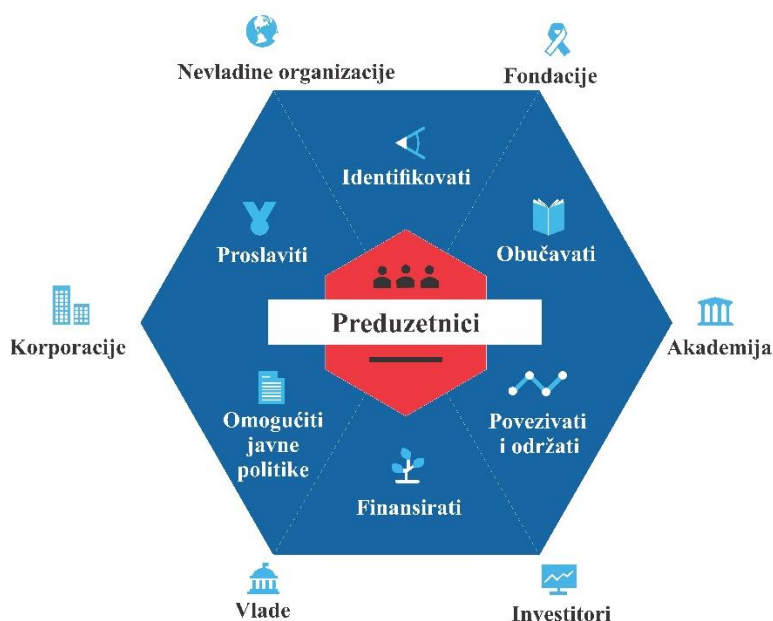 Nevladine organizacije
Fondacije
Identifikovati
Proslaviti
Obučavati
Korporacije
Preduzetnici
Akademija
Omogućiti
javne
politike
Povezivati
i održati
Finansirati
Vlade
Investitori